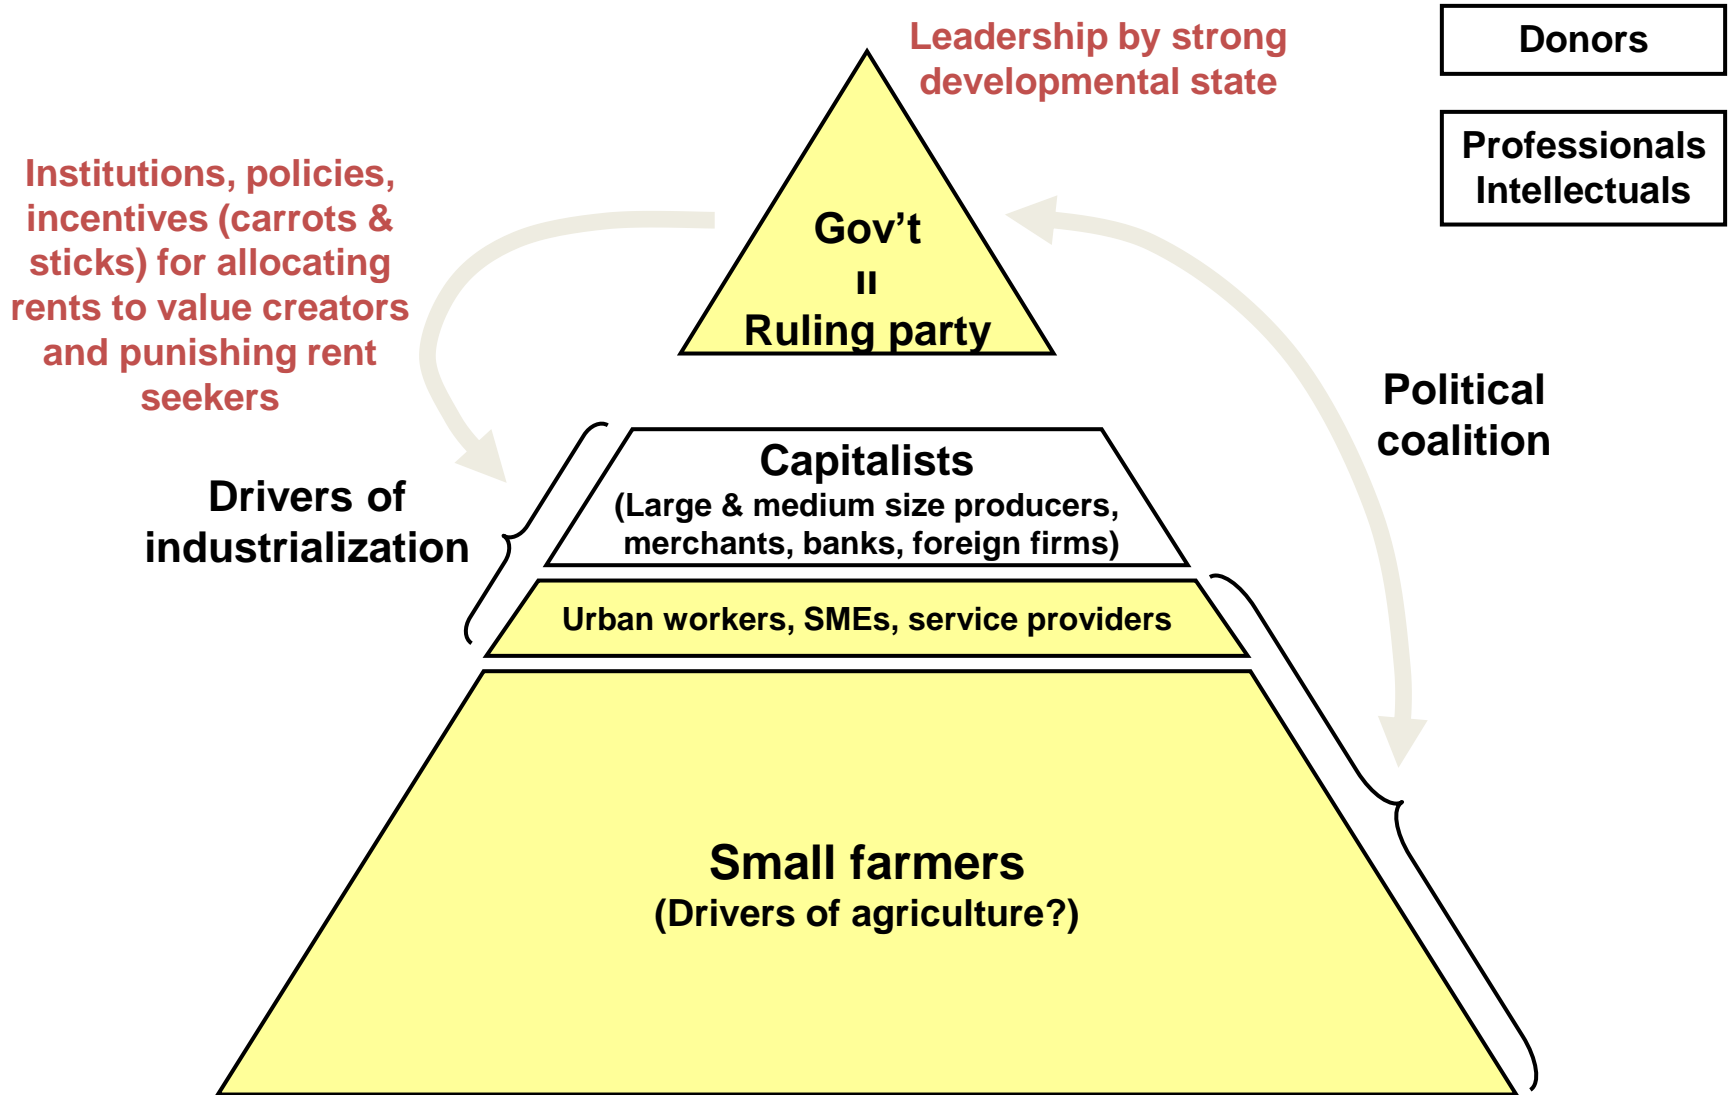 Leadership by strong
developmental state
Donors
Professionals
Intellectuals
Institutions, policies,
incentives (carrots &
sticks) for allocating
rents to value creators
and punishing rent
seekers
Gov’t
=
Ruling party
Political
coalition
Drivers of
industrialization
Capitalists
(Large & medium size producers,
merchants, banks, foreign firms)
Urban workers, SMEs, service providers
Small farmers
(Drivers of agriculture?)